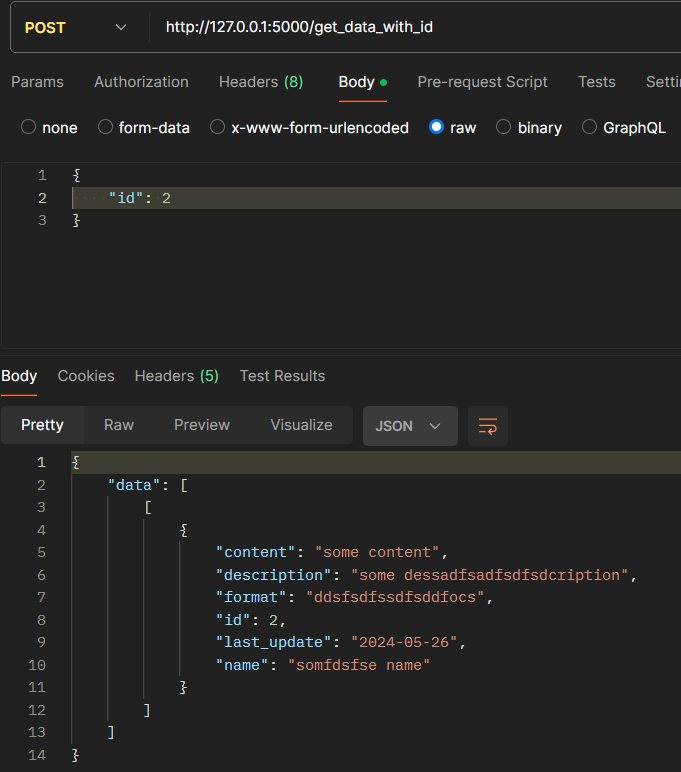 POST http://127.0.0.1:5000/get_data_with_id
Params Authorization Headers (8) Body Pre-request Script Tests Setti
none form-data x-www-form-urlencoded raw binary GraphQL
1 {
2 "id": 2
3 }
Body Cookies Headers (5) Test Results
Pretty Raw Preview Visualize JSON
1 {
2 "data": [
3 [
4 {
5 "content": "some content",
6 "description": "some dessadfsadfsdfsdcription",
7 "format": "ddsfsdfssdfsddfocs",
8 "id": 2,
9 "last_update": "2024-05-26",
10 "name": "somfdsfse name"
11 }
12 ]
13 ]
14 }